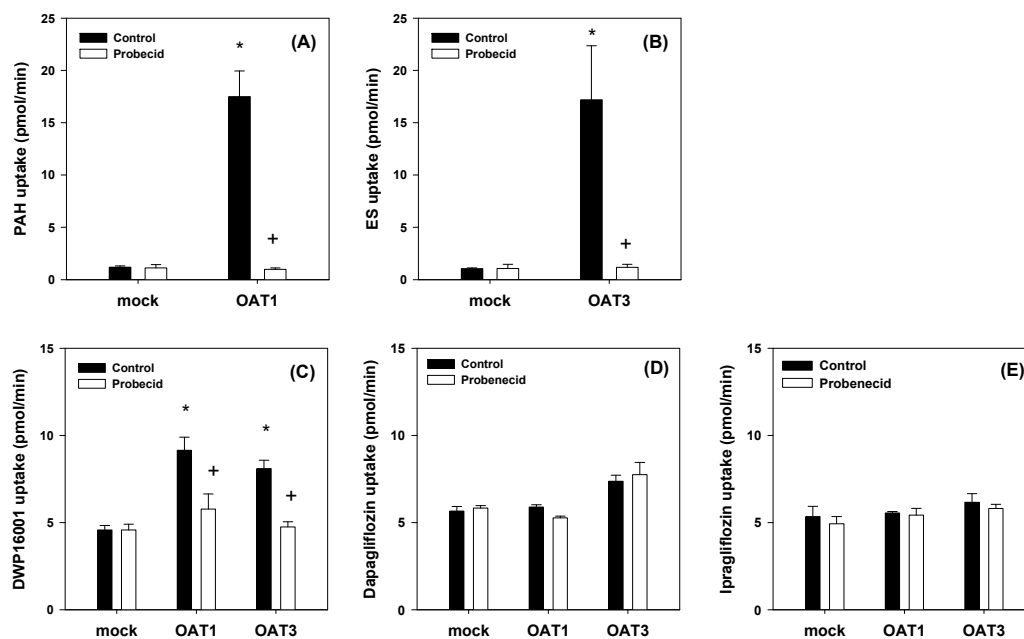 (A)
Control
Probecid
PAH uptake (pmol/min)
25
20
15
10
5
0
*
+
mock OAT1
(B)
Control
Probecid
ES uptake (pmol/min)
25
20
15
10
5
0
*
+
mock OAT3
(C)
Control
Probecid
DWP16001 uptake (pmol/min)
15
10
5
0
*
+
*
+
mock OAT1 OAT3
(D)
Control
Probenecid
Dapagliflozin uptake (pmol/min)
15
10
5
0
mock OAT1 OAT3
(E)
Control
Probenecid
Ipragliflozin uptake (pmol/min)
15
10
5
0
mock OAT1 OAT3